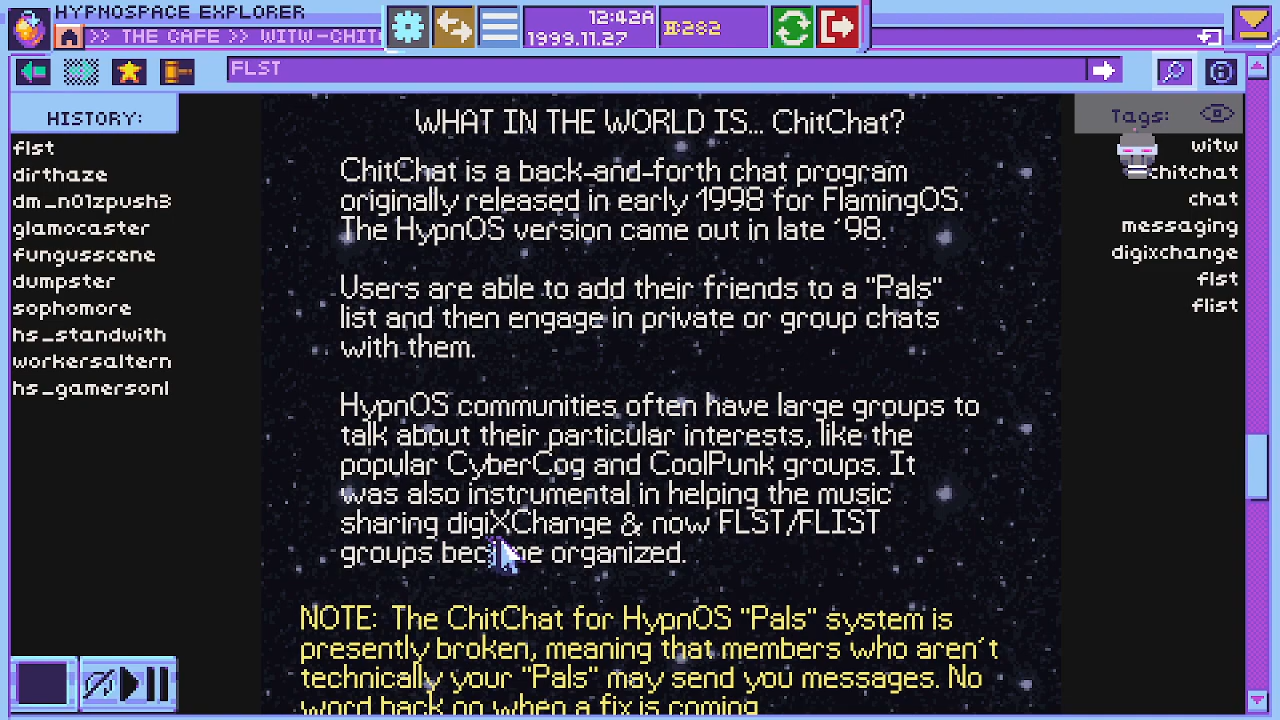 HYPNOSPACE EXPLORER
>> THE CAFE >> WITW-CHIT
12:42A
1999.11.27
282
FLST
HISTORY:
flst
dirthaze
dm_n01zpush3
glamocaster
fungusscene
dumpster
sophomore
hs_standwith
workersaltern
hs_gamersonl
WHAT IN THE WORLD IS... ChitChat?
ChitChat is a back-and-forth chat program
originally released in early 1998 for FlamingOS.
The HypnOS version came out in late '98.
Users are able to add their friends to a "Pals"
list and then engage in private or group chats
with them.
HypnOS communities often have large groups to
talk about their particular interests, like the
popular CyberCog and CoolPunk groups. It
was also instrumental in helping the music
sharing digiXChange & now FLST/FLIST
groups become organized.
NOTE: The ChitChat for HypnOS "Pals" system is
presently broken, meaning that members who aren't
technically your "Pals" may send you messages. No
word back on when a fix is coming
Tags:
witw
chitchat
chat
messaging
digixchange
flst
flist